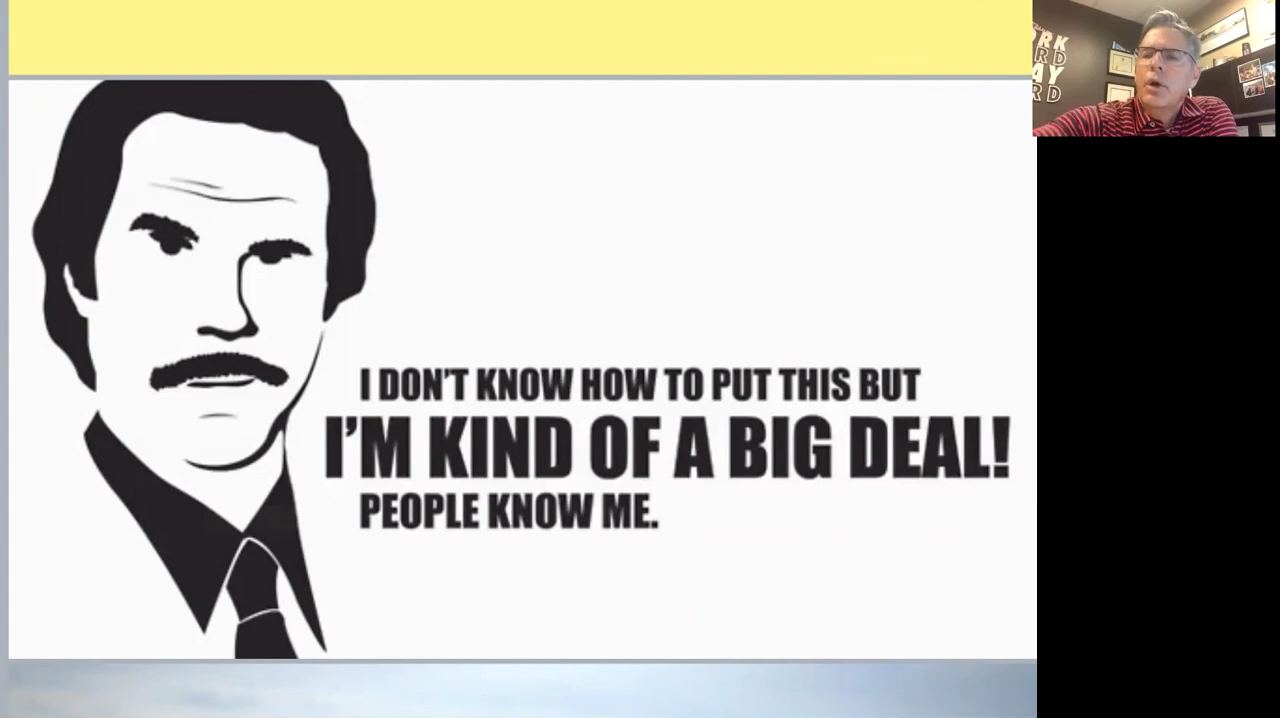 I DON'T KNOW HOW TO PUT THIS BUT
I'M KIND OF A BIG DEAL!
PEOPLE KNOW ME.